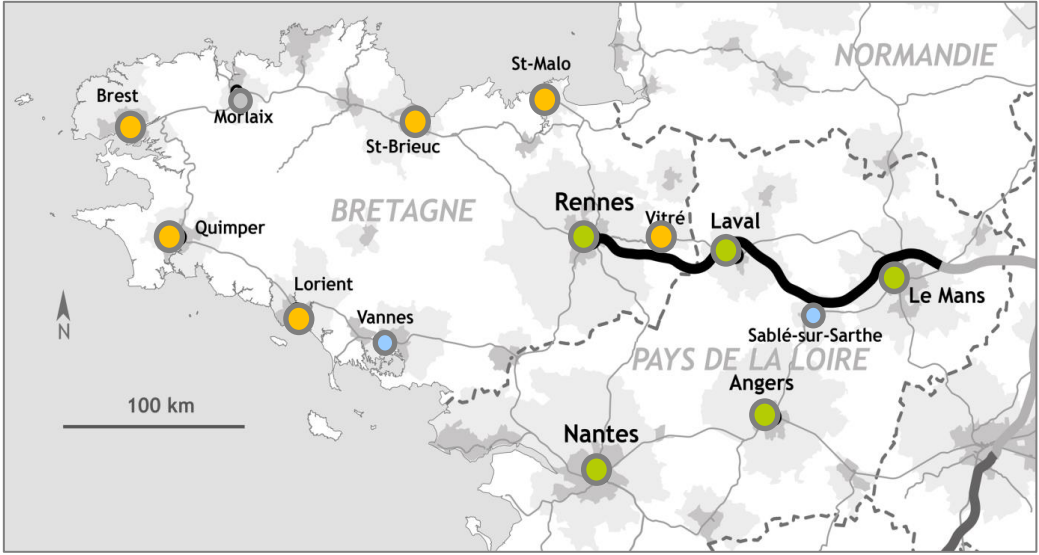 NORMANDIE
St-Malo
Brest
Morlaix
St-Brieuc
Rennes
Vitré
Laval
BRETAGNE
Quimper
Lorient
Vannes
Le Mans
Sablé-sur-Sarthe
N
PAYS DE LA LOIRE
Angers
100 km
Nantes